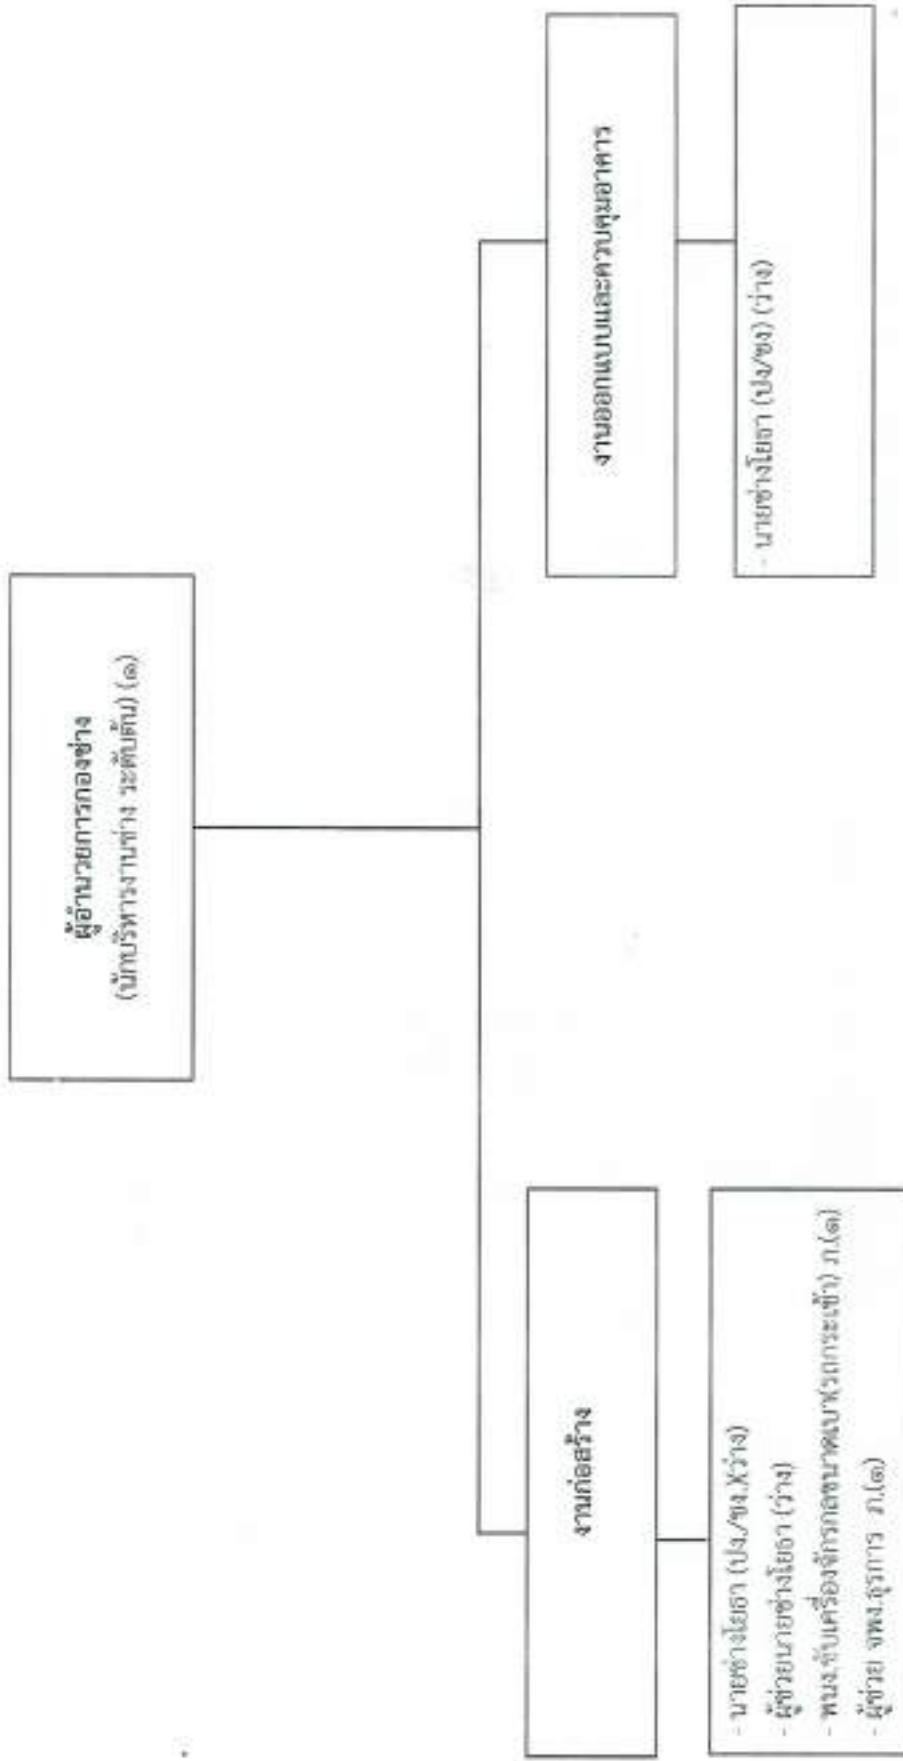 ผู้อำนวยการกองช่าง
(นักบริหารงานช่าง ระดับต้น) (๑)
งานก่อสร้าง
- นายช่างโยธา (ปง./ชง.)(ว่าง)
- ผู้ช่วยนายช่างโยธา (ว่าง)
- พนง.ขับเครื่องจักรกลขนาดเบา(รถกระเช้า) ภ.(๑)
- ผู้ช่วย จพง.ธุรการ ภ.(๑)
งานออกแบบและควบคุมอาคาร
- นายช่างโยธา (ปง/ชง) (ว่าง)